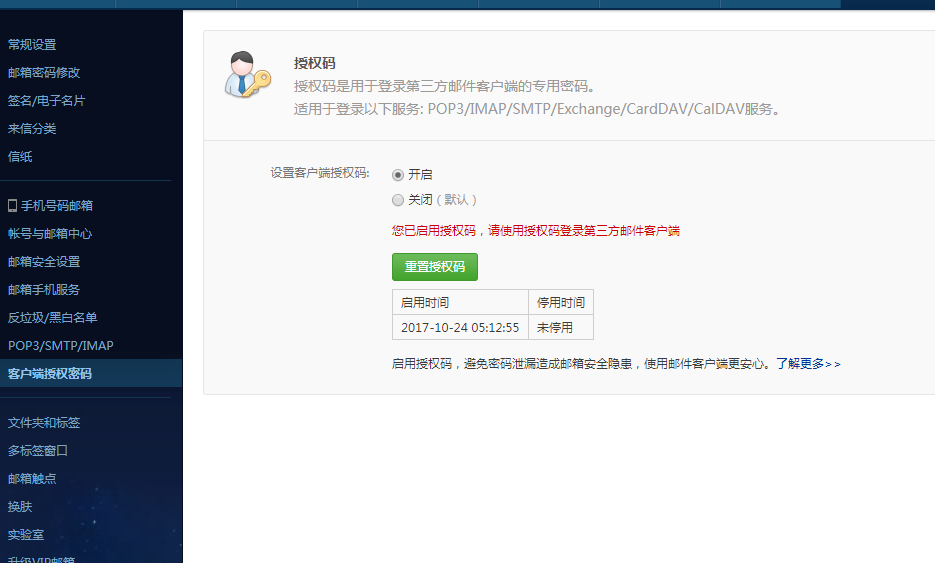 常规设置
邮箱密码修改
签名/电子名片
来信分类
信纸
手机号码邮箱
帐号与邮箱中心
邮箱安全设置
邮箱手机服务
反垃圾/黑白名单
POP3/SMTP/IMAP
客户端授权密码
文件夹和标签
多标签窗口
邮箱触点
换肤
实验室
升级VIP邮箱
授权码
授权码是用于登录第三方邮件客户端的专用密码。
适用于登录以下服务: POP3/IMAP/SMTP/Exchange/CardDAV/CalDAV服务。
设置客户端授权码: 开启
关闭（默认）
您已启用授权码，请使用授权码登录第三方邮件客户端
重置授权码
启用时间 停用时间
2017-10-24 05:12:55 未停用
启用授权码，避免密码泄漏造成邮箱安全隐患，使用邮件客户端更安心。了解更多>>